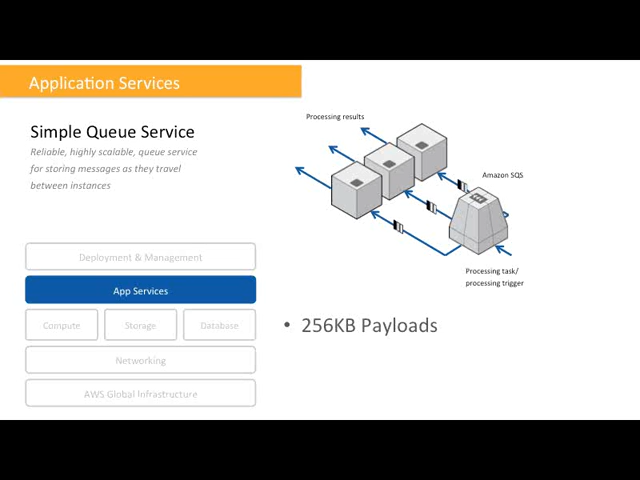 Application Services
Simple Queue Service
Reliable, highly scalable, queue service
for storing messages as they travel
between instances
Processing results
Amazon SQS
Processing task/
processing trigger
Deployment & Management
App Services
Compute
Storage
Database
Networking
AWS Global Infrastructure
• 256KB Payloads